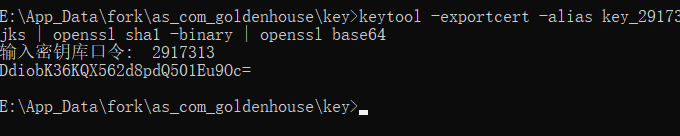 E:\App_Data\fork\as_com_goldenhouse\key>keytool -exportcert -alias key_29173
jks | openssl sha1 -binary | openssl base64
输入密钥库口令:  2917313
DdiobK36KQX562d8pdQ501Eu9Oc=
E:\App_Data\fork\as_com_goldenhouse\key>